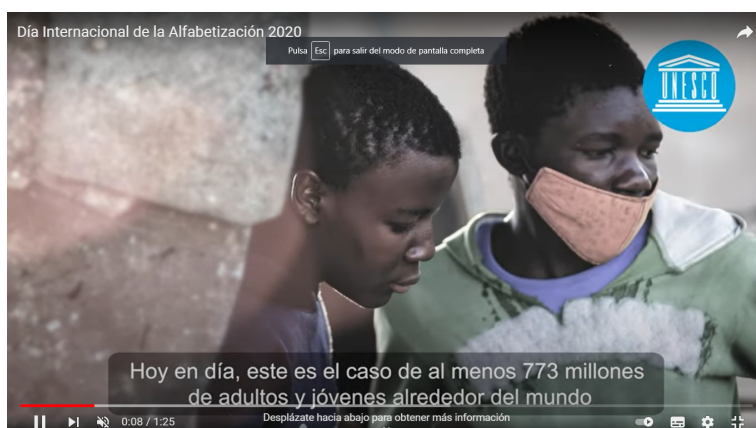 Día Internacional de la Alfabetización 2020
Pulsa Esc para salir del modo de pantalla completa
UNESCO
Hoy en día, este es el caso de al menos 773 millones
de adultos y jóvenes alrededor del mundo
0:08 / 1:25
Desplázate hacia abajo para obtener más información